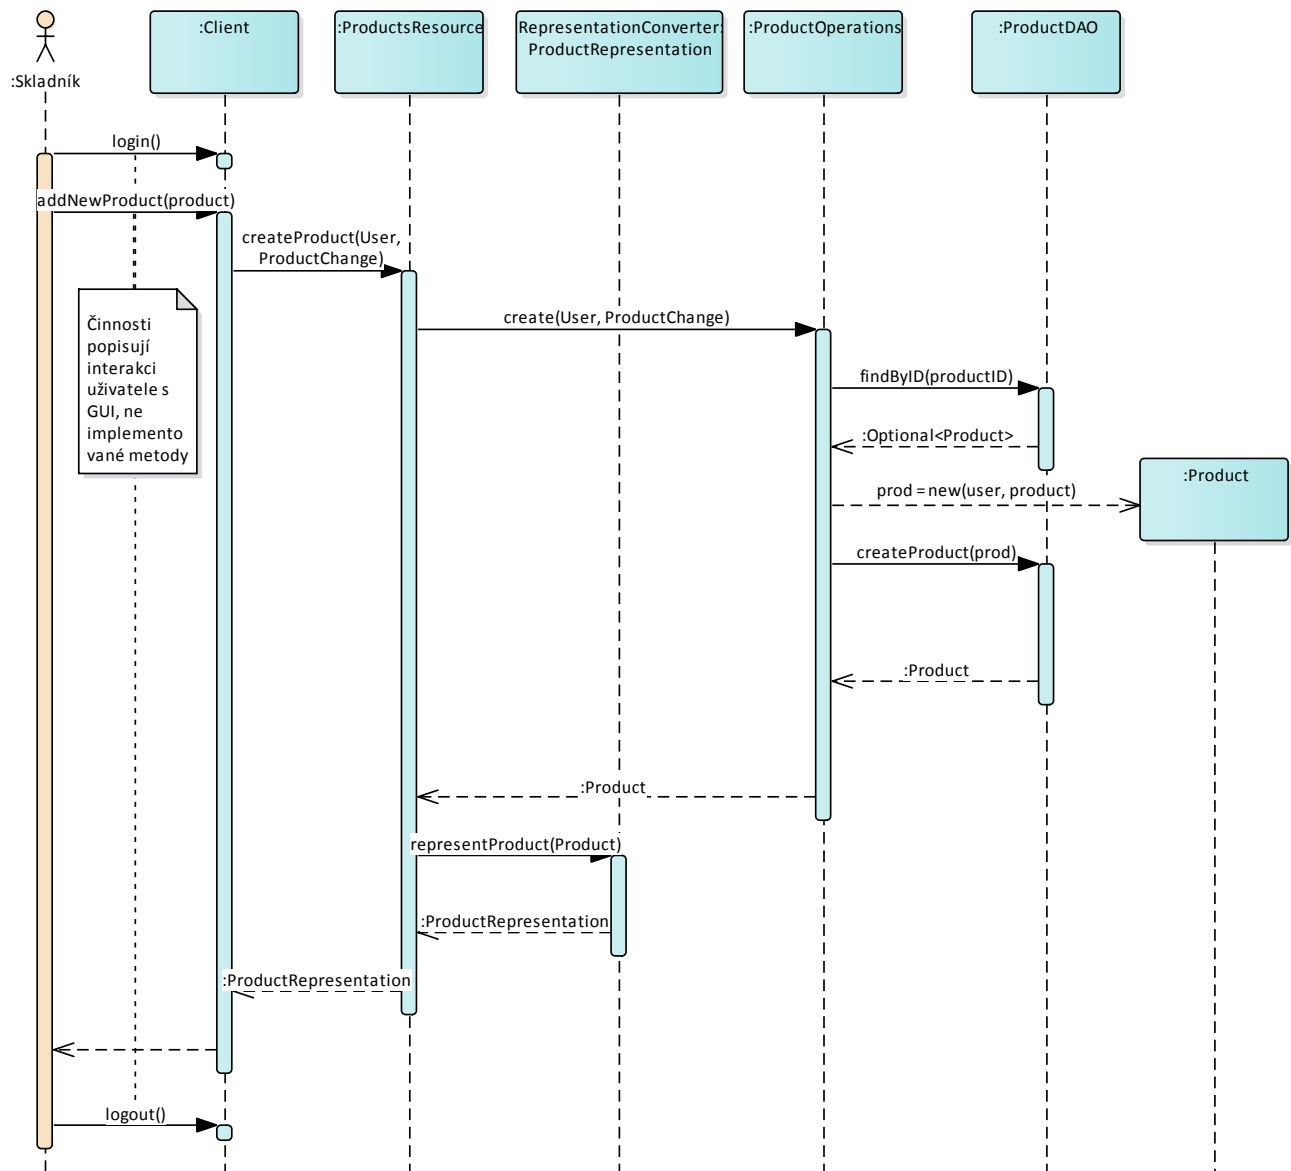 :Skladník
:Client
:ProductsResource
RepresentationConverter:
ProductRepresentation
:ProductOperations
:ProductDAO
login()
addNewProduct(product)
createProduct(User,
ProductChange)
Činnosti
popisují
interakci
uživatele s
GUI, ne
implemento
vané metody
create(User, ProductChange)
findByID(productID)
:Optional<Product>
:Product
prod = new(user, product)
createProduct(prod)
:Product
:Product
representProduct(Product)
:ProductRepresentation
:ProductRepresentation
logout()